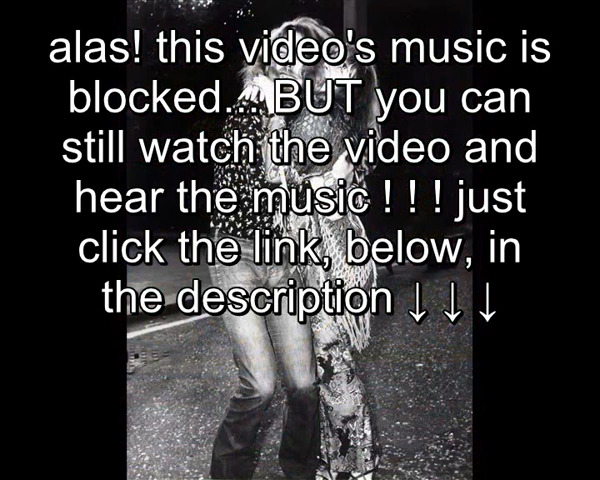 alas! this video's music is
blocked... BUT you can
still watch the video and
hear the music ! ! ! just
click the link, below, in
the description ↓ ↓ ↓